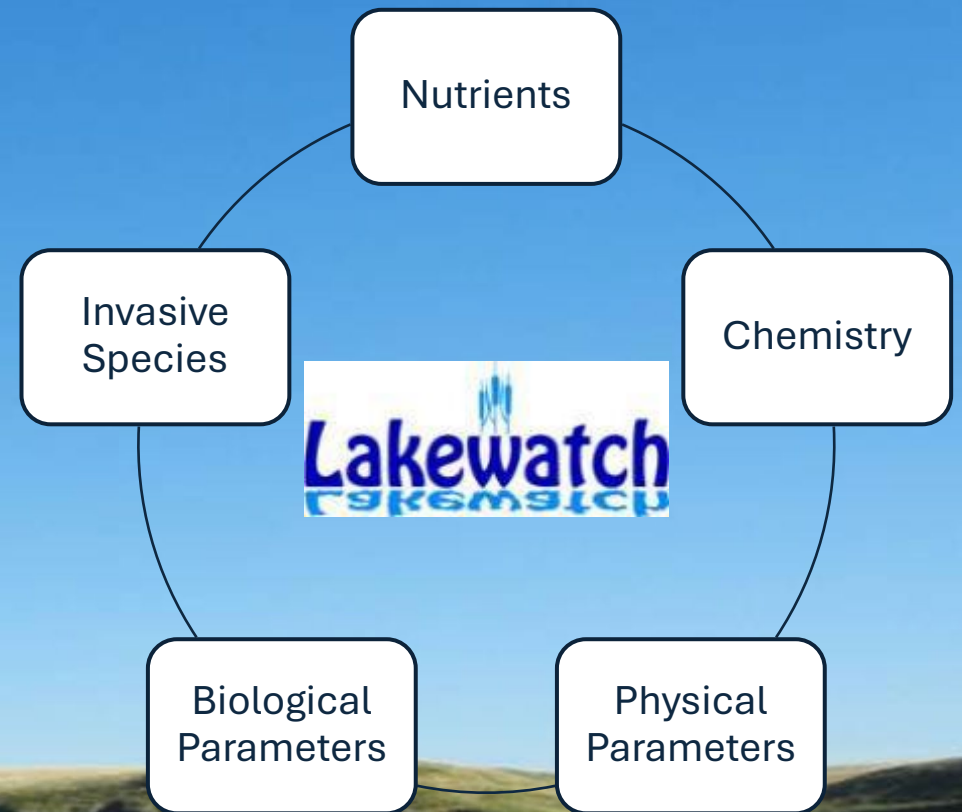 Nutrients
Invasive
Species
Chemistry
Lakewatch
Lakewatch
Biological
Parameters
Physical
Parameters